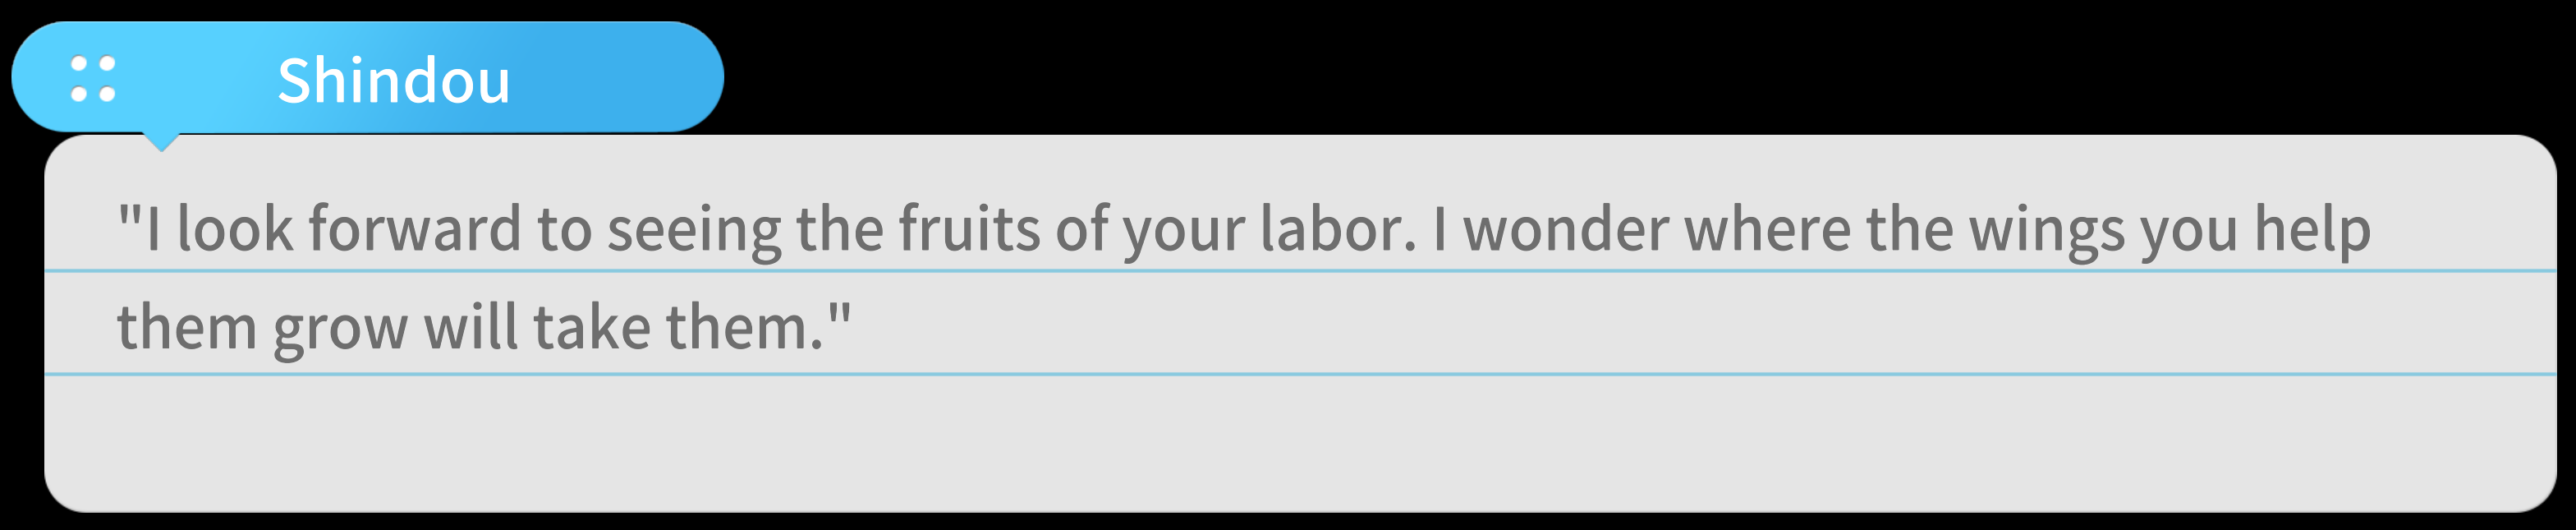 Shindou
"I look forward to seeing the fruits of your labor. I wonder where the wings you help
them grow will take them."